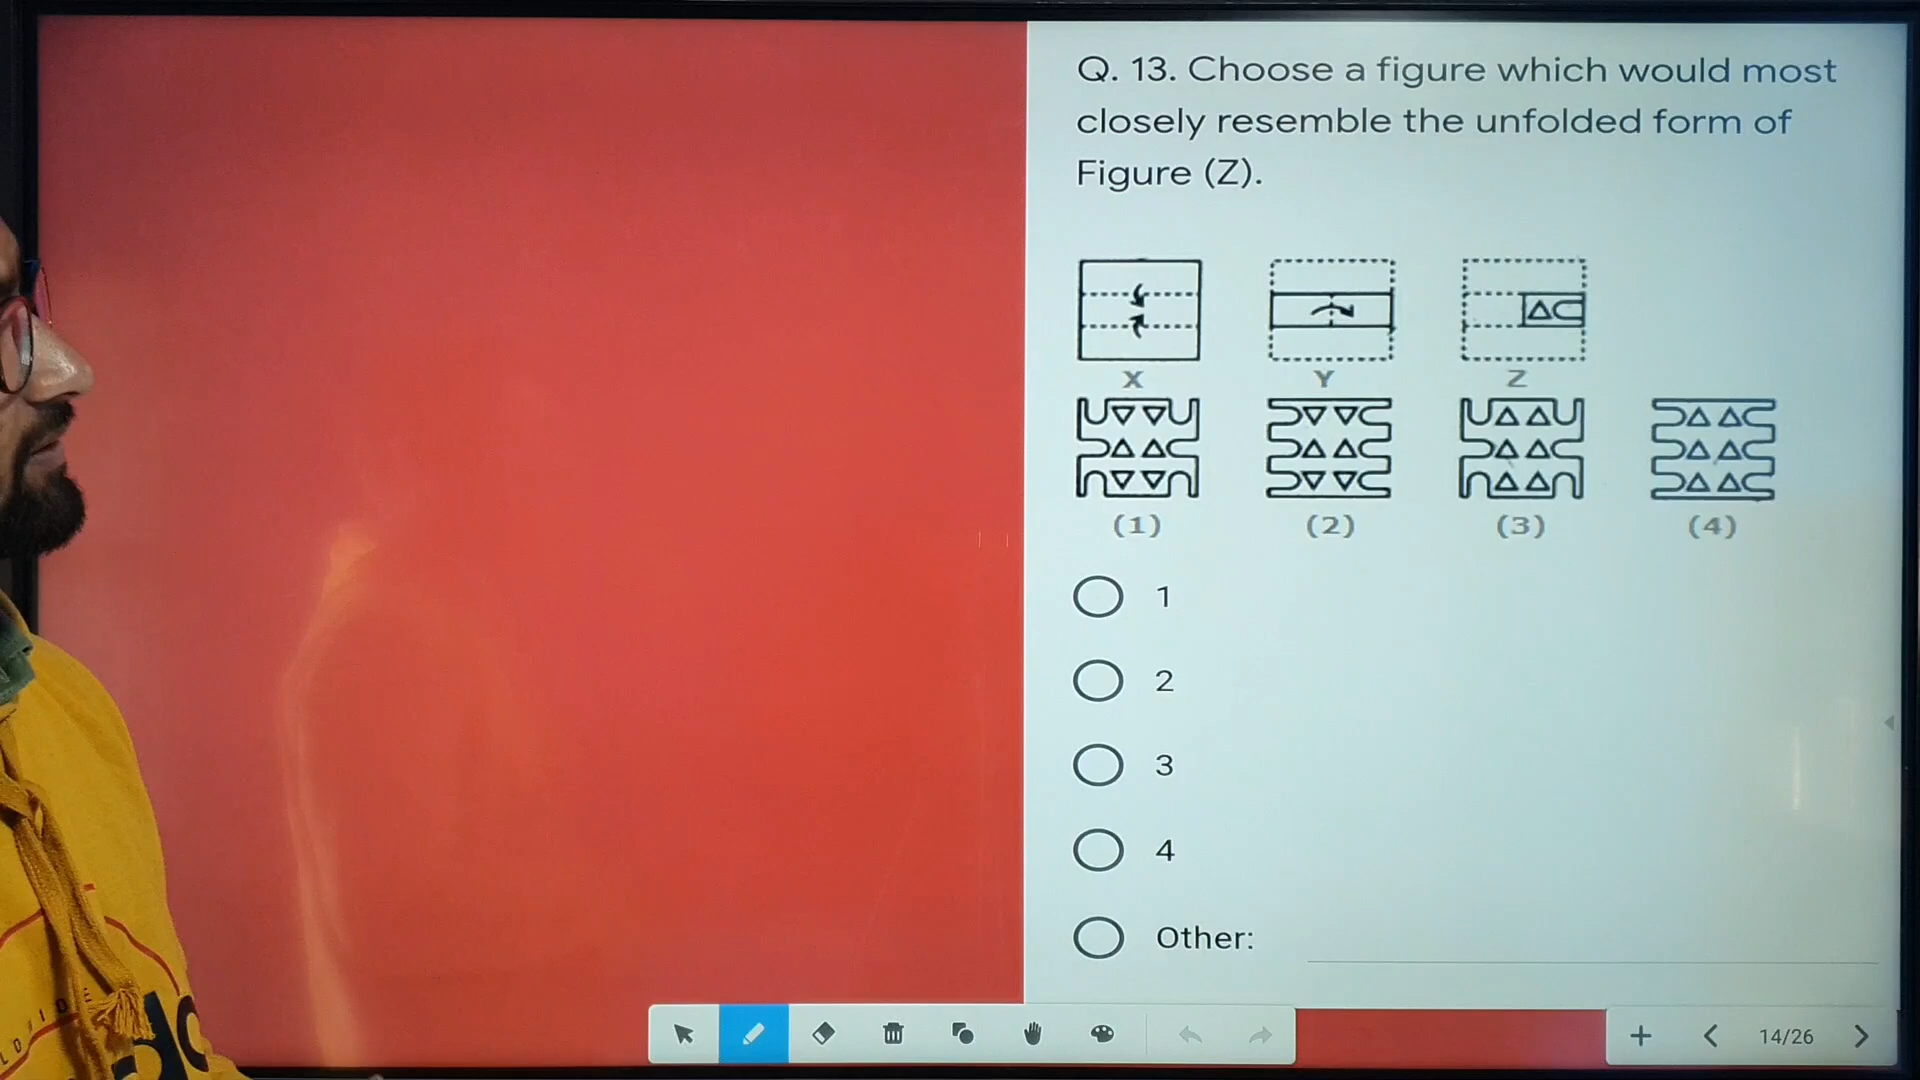 Q. 13. Choose a figure which would most
closely resemble the unfolded form of
Figure (Z).
X Y Z
(1) (2) (3) (4)
1
2
3
4
Other:
14/26